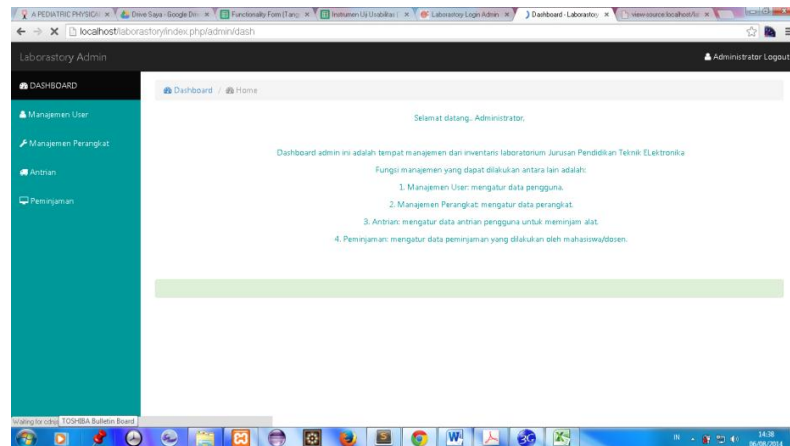 A PEDIATRIC PHYSICA
Drive Saya - Google Dri
Functionality Form (Tang
Instrumen Uji Usabilitas (
Laborastory Login Admin
Dashboard - Laborastory
view-source:localhost/la
localhost/laborastory/index.php/admin/dash
Laborastory Admin
Administrator Logout
DASHBOARD
Dashboard / Home
Manajemen User
Manajemen Perangkat
Antrian
Peminjaman
Selamat datang.. Administrator.
Dashboard admin ini adalah tempat manajemen dan inventaris laboratorium Jurusan Pendidikan Teknik ELektronika
Fungsi manajemen yang dapat dilakukan antara lain adalah:
1. Manajemen User: mengatur data pengguna.
2. Manajemen Perangkat: mengatur data perangkat.
3. Antrian: mengatur data antrian pengguna untuk meminjam alat.
4. Peminjaman: mengatur data peminjaman yang dilakukan oleh mahasiswa/dosen.
Waiting for
TOSHIBA Bulletin Board
IN
14:38
06/08/2014